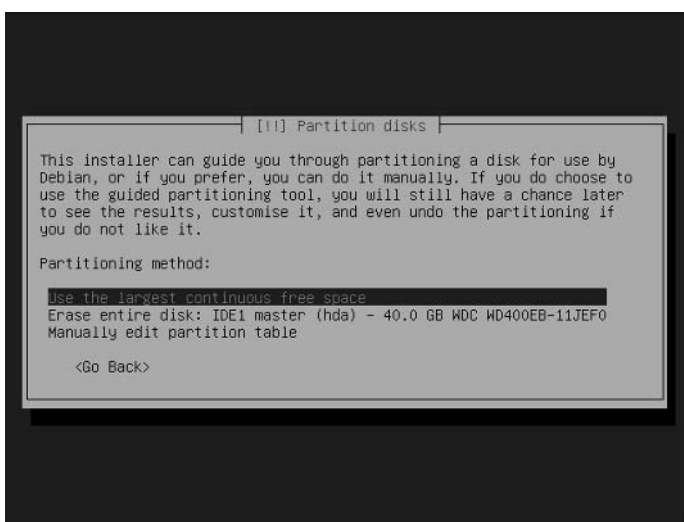 [!!] Partition disks
This installer can guide you through partitioning a disk for use by
Debian, or if you prefer, you can do it manually. If you do choose to
use the guided partitioning tool, you will still have a chance later
to see the results, customise it, and even undo the partitioning if
you do not like it.
Partitioning method:
Use the largest continuous free space
Erase entire disk: IDE1 master (hda) - 40.0 GB WDC WD400EB-11JEF0
Manually edit partition table
<Go Back>